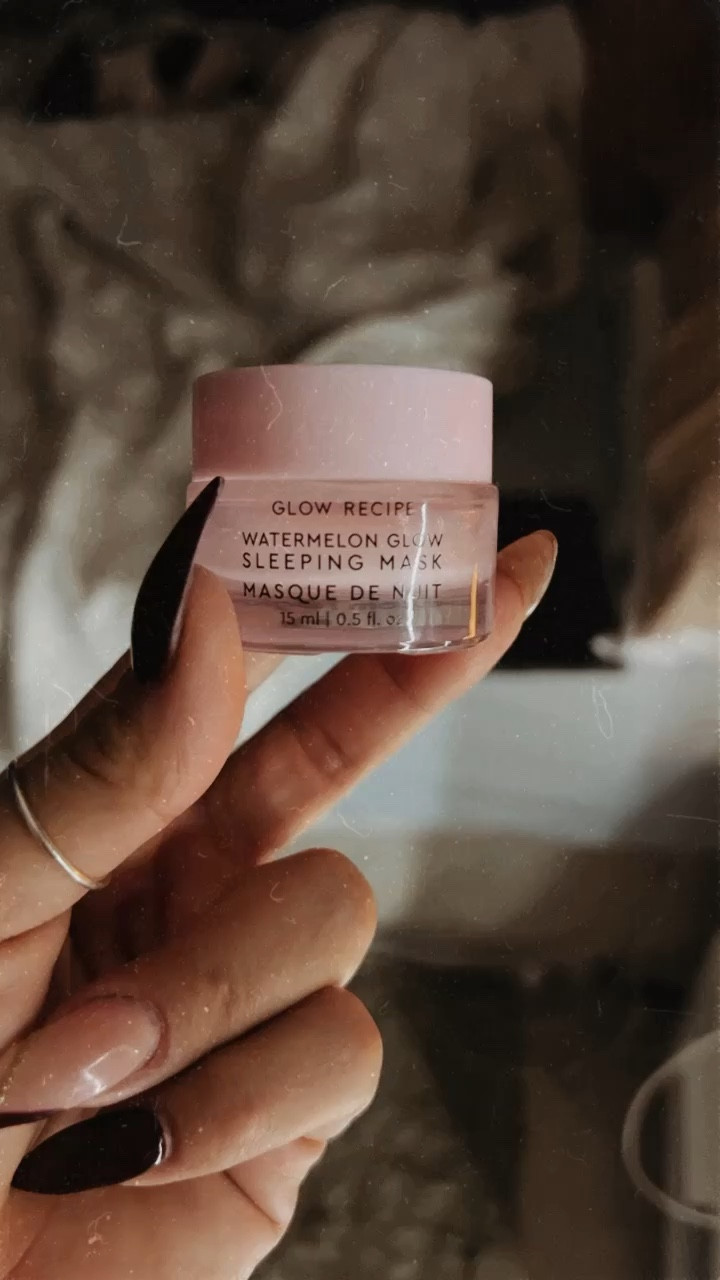 GLOW RECIPE
WATERMELON GLOW
SLEEPING MASK
MASQUE DE NUIT
15 ml | 0.5 fl. oz